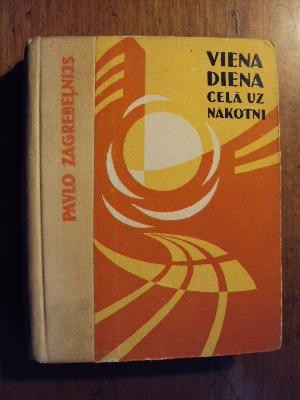 PAVLO ZAGREBEĻNIJS
VIENA
DIENA
CEĻĀ UZ
NĀKOTNI